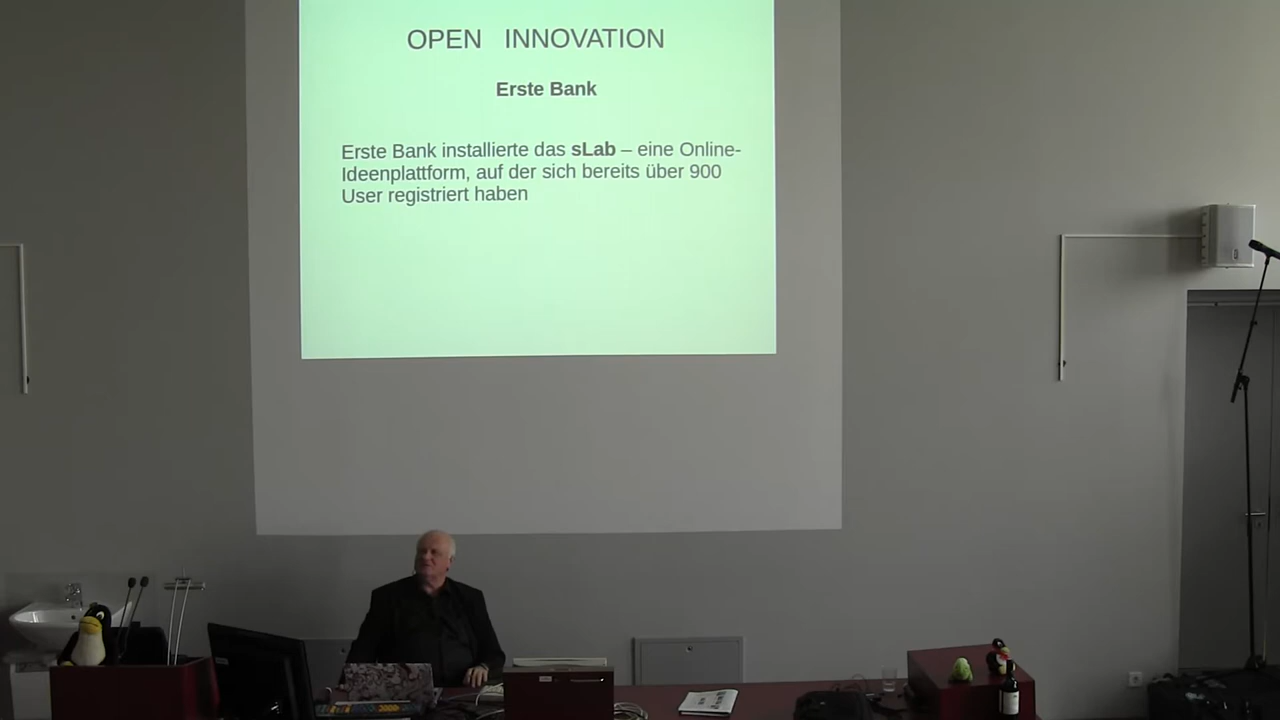 OPEN INNOVATION
Erste Bank
Erste Bank installierte das sLab – eine Online-
Ideenplattform, auf der sich bereits über 900
User registriert haben